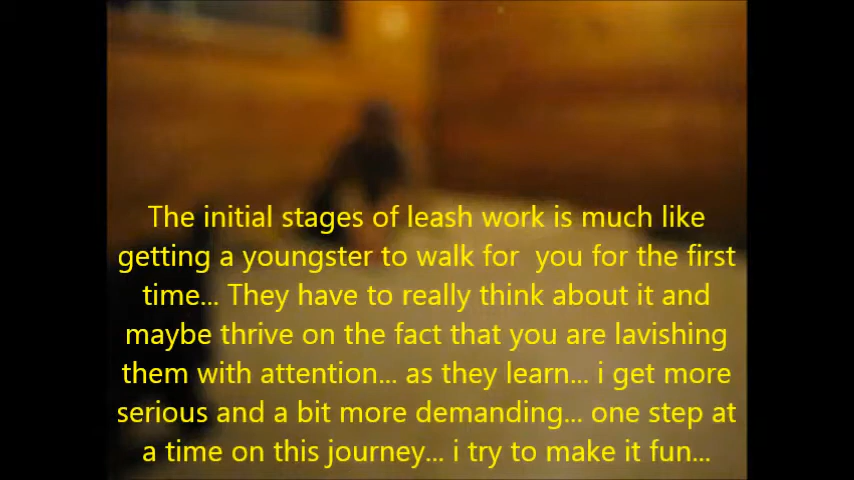 The initial stages of leash work is much like
getting a youngster to walk for  you for the first
time... They have to really think about it and
maybe thrive on the fact that you are lavishing
them with attention... as they learn... i get more
serious and a bit more demanding... one step at
a time on this journey... i try to make it fun...